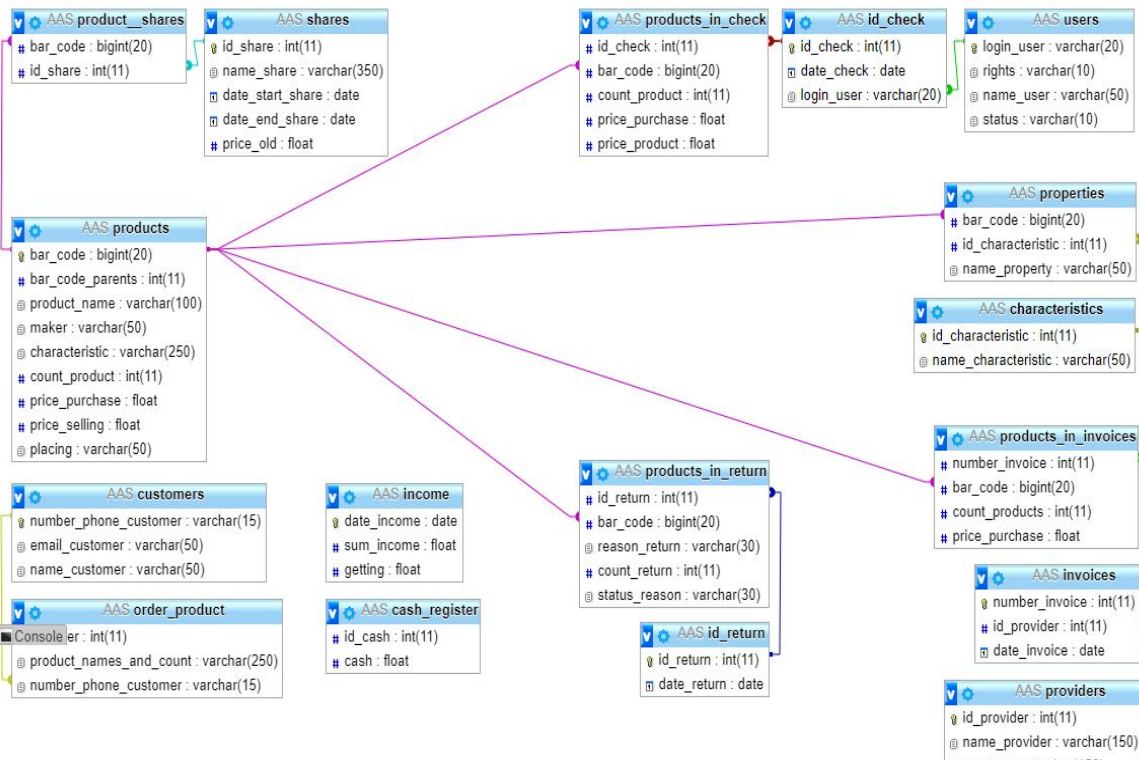 AAS product__shares
bar_code : bigint(20)
id_share : int(11)
AAS shares
id_share : int(11)
name_share : varchar(350)
date_start_share : date
date_end_share : date
price_old : float
AAS products_in_check
id_check : int(11)
bar_code : bigint(20)
count_product : int(11)
price_purchase : float
price_product : float
AAS id_check
id_check : int(11)
date_check : date
login_user : varchar(20)
AAS users
login_user : varchar(20)
rights : varchar(10)
name_user : varchar(50)
status : varchar(10)
AAS properties
bar_code : bigint(20)
id_characteristic : int(11)
name_property : varchar(50)
AAS products
bar_code : bigint(20)
bar_code_parents : int(11)
product_name : varchar(100)
maker : varchar(50)
characteristic : varchar(250)
count_product : int(11)
price_purchase : float
price_selling : float
placing : varchar(50)
AAS characteristics
id_characteristic : int(11)
name_characteristic : varchar(50)
AAS products_in_invoices
number_invoice : int(11)
bar_code : bigint(20)
count_products : int(11)
price_purchase : float
AAS customers
number_phone_customer : varchar(15)
email_customer : varchar(50)
name_customer : varchar(50)
AAS income
date_income : date
sum_income : float
getting : float
AAS products_in_return
id_return : int(11)
bar_code : bigint(20)
reason_return : varchar(30)
count_return : int(11)
status_reason : varchar(30)
AAS invoices
number_invoice : int(11)
id_provider : int(11)
date_invoice : date
AAS order_product
Console er : int(11)
product_names_and_count : varchar(250)
number_phone_customer : varchar(15)
AAS cash_register
id_cash : int(11)
cash : float
AAS id_return
id_return : int(11)
date_return : date
AAS providers
id_provider : int(11)
name_provider : varchar(150)